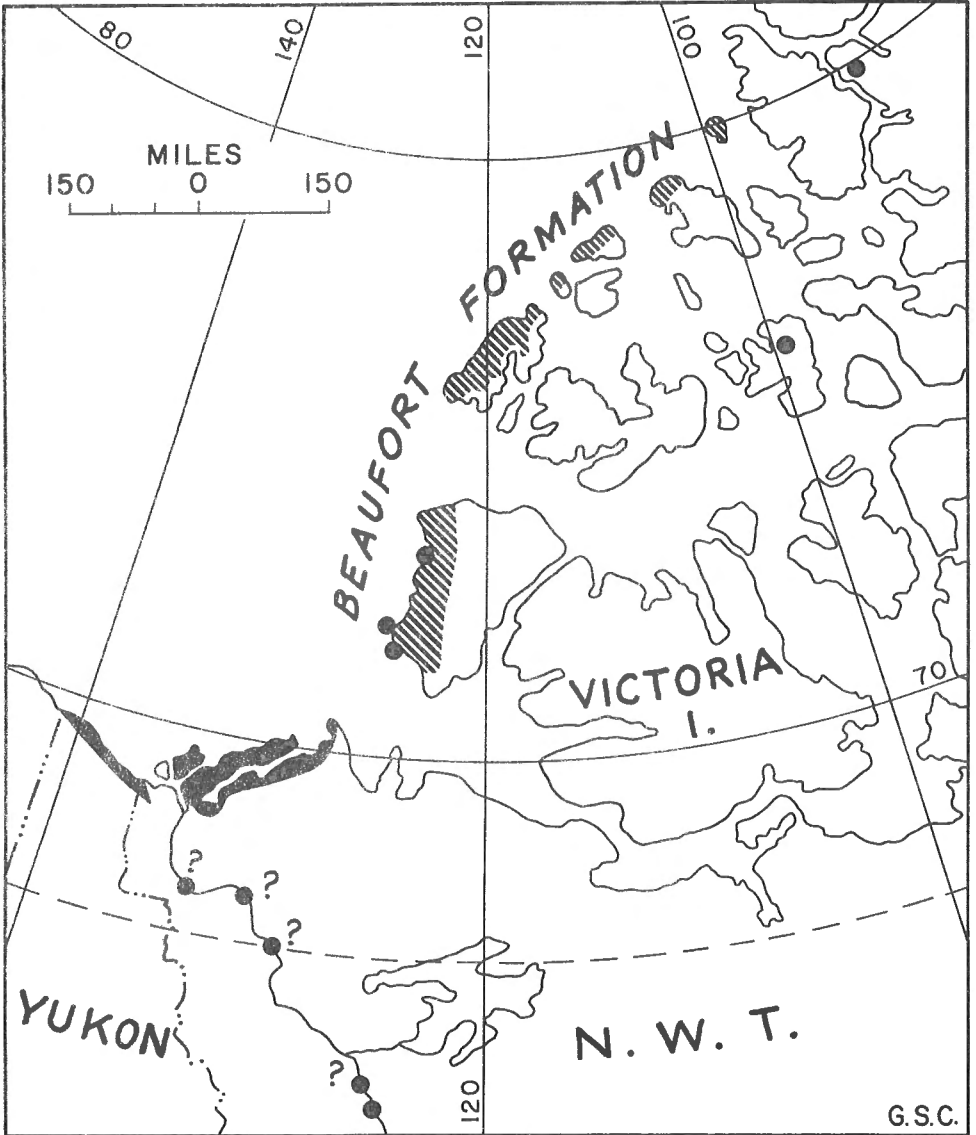 80
140
120
100
MILES
150 0 150
BEAUFORT FORMATION
VICTORIA
I.
70
?
?
?
YUKON
N. W. T.
?
120
G.S.C.